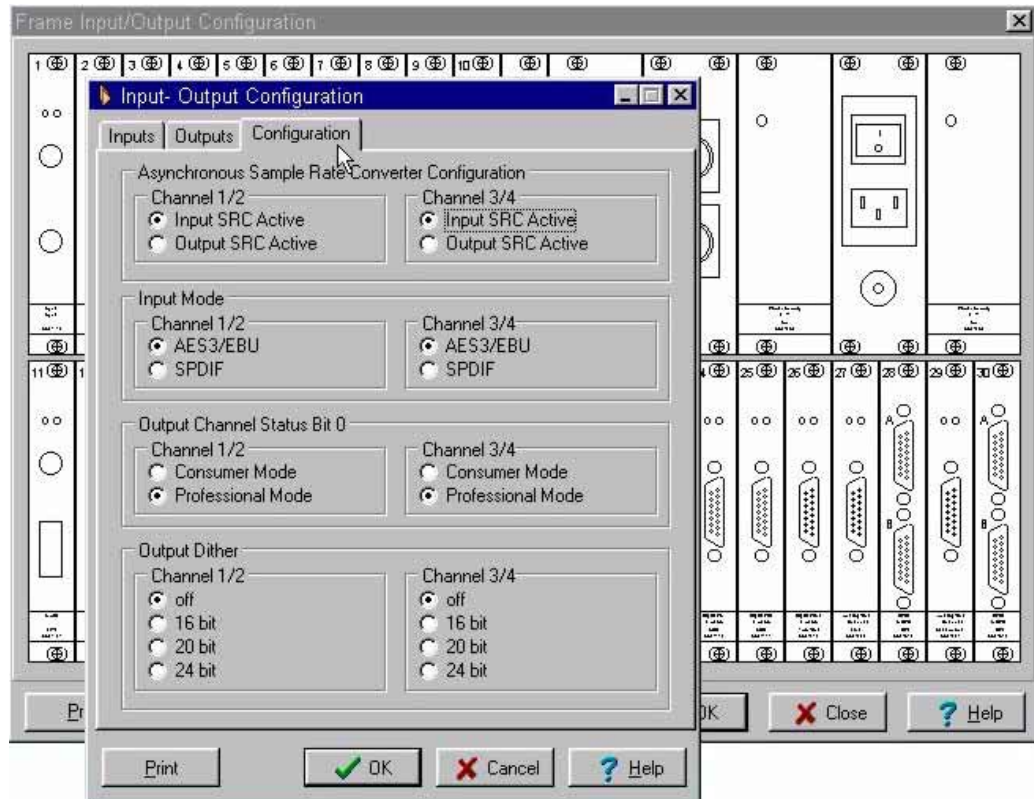 Frame Input/Output Configuration
1 2 3 4 5 6 7 8 9 10
Input- Output Configuration
Inputs Outputs Configuration
Asynchronous Sample Rate Converter Configuration
Channel 1/2 Channel 3/4
Input SRC Active Input SRC Active
Output SRC Active Output SRC Active
Input Mode
Channel 1/2 Channel 3/4
AES3/EBU AES3/EBU
SPDIF SPDIF
11 25 26 27 28 29 30
A A
B B
Output Channel Status Bit 0
Channel 1/2 Channel 3/4
Consumer Mode Consumer Mode
Professional Mode Professional Mode
Output Dither
Channel 1/2 Channel 3/4
off off
16 bit 16 bit
20 bit 20 bit
24 bit 24 bit
Close Help
Print OK Cancel Help